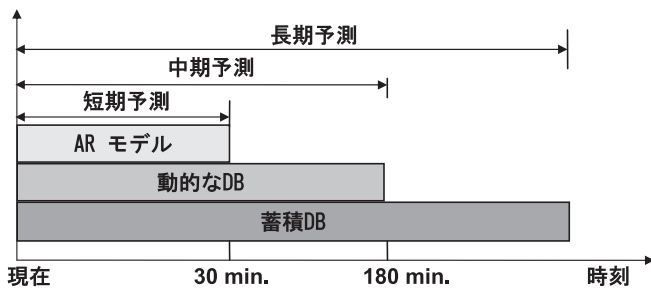 長期予測
中期予測
短期予測
AR モデル
動的なDB
蓄積DB
現在 30 min. 180 min. 時刻